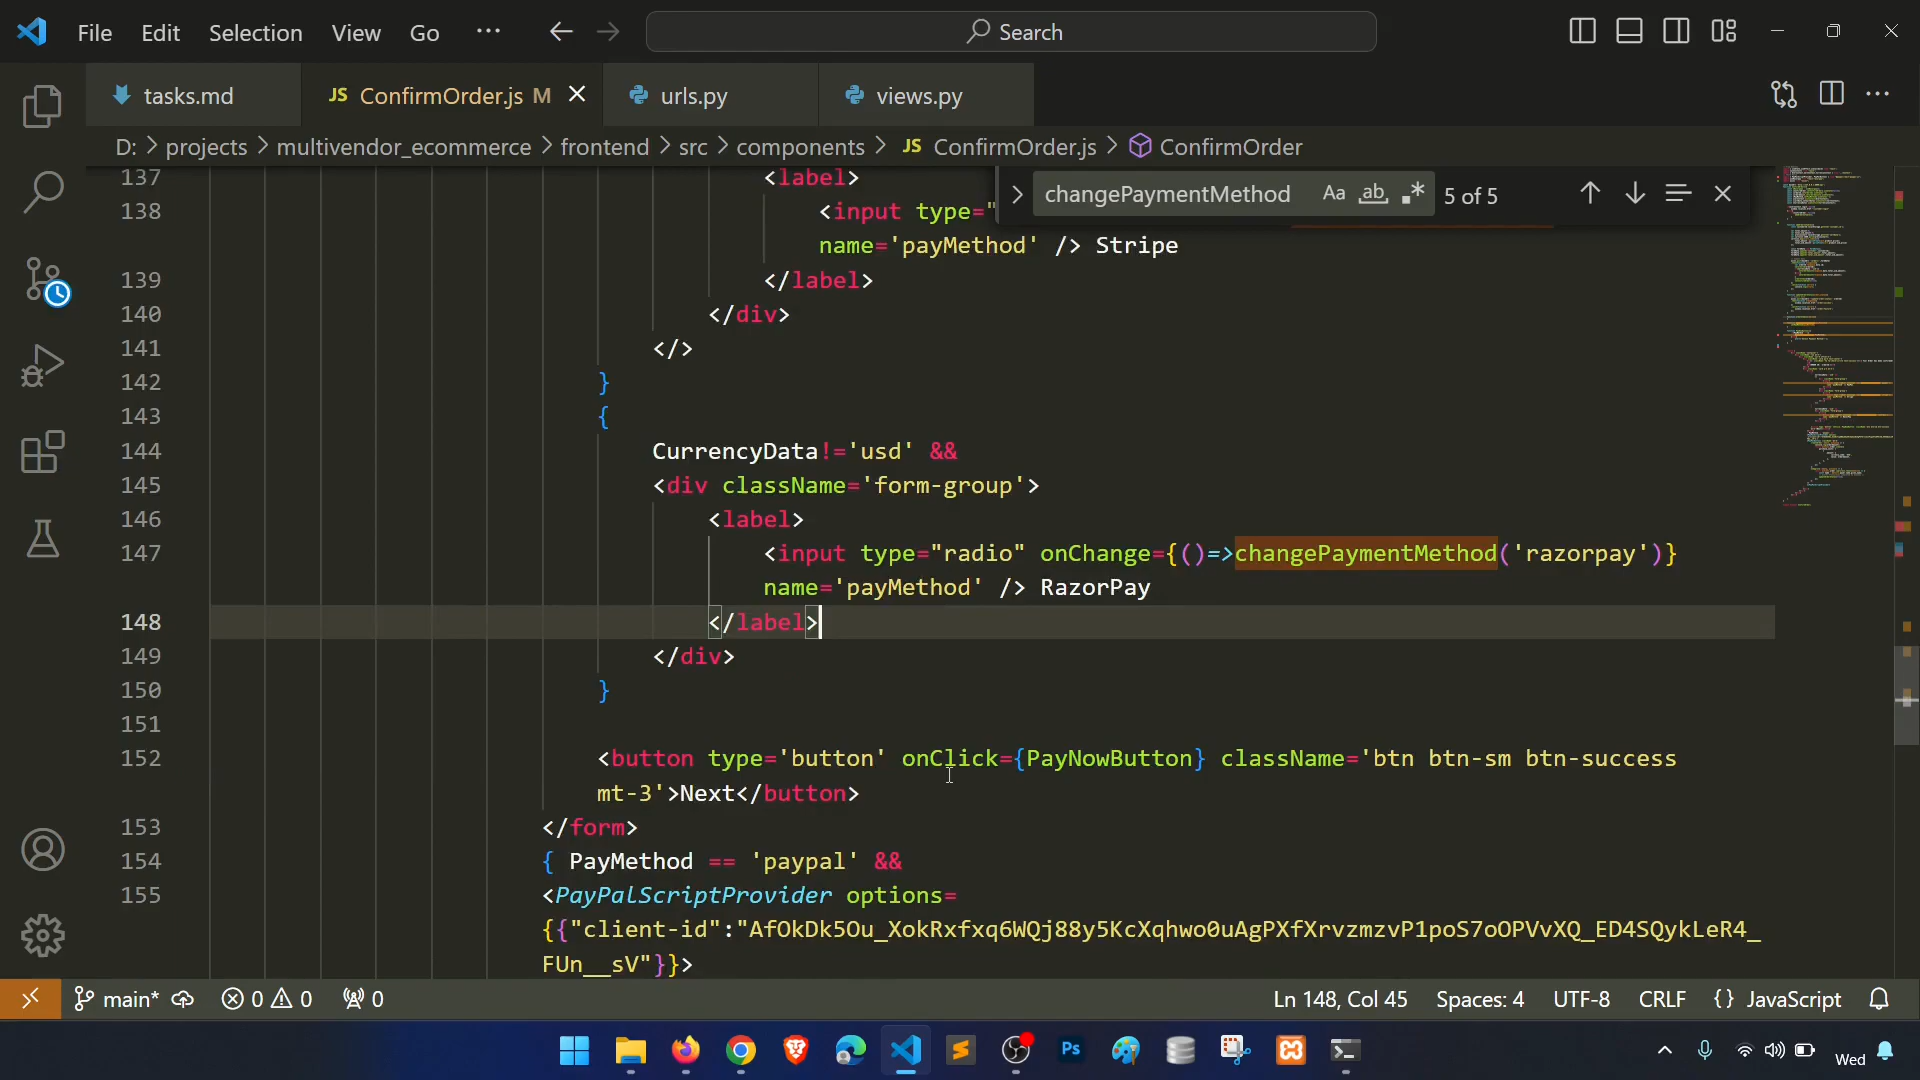 File Edit Selection View Go ··· Search
tasks.md JS ConfirmOrder.js M urls.py views.py
D: > projects > multivendor_ecommerce > frontend > src > components > JS ConfirmOrder.js > ConfirmOrder
changePaymentMethod Aa ab .* 5 of 5
137 <label>
138 <input type="
name='payMethod' /> Stripe
139 </label>
140 </div>
141 </>
142 }
143 {
144 CurrencyData!='usd' &&
145 <div className='form-group'>
146 <label>
147 <input type="radio" onChange={()=>changePaymentMethod('razorpay')}
name='payMethod' /> RazorPay
148 </label>
149 </div>
150 }
151
152 <button type='button' onClick={PayNowButton} className='btn btn-sm btn-success
mt-3'>Next</button>
153 </form>
154 { PayMethod == 'paypal' &&
155 <PayPalScriptProvider options=
{{"client-id":"AfOkDk5Ou_XokRxfxq6WQj88y5KcXqhwo0uAgPXfXrvzmzvP1poS7oOPVvXQ_ED4SQykLeR4_
FUn__sV"}}>
main* 0 0 0 Ln 148, Col 45 Spaces: 4 UTF-8 CRLF {} JavaScript
Ps Wed